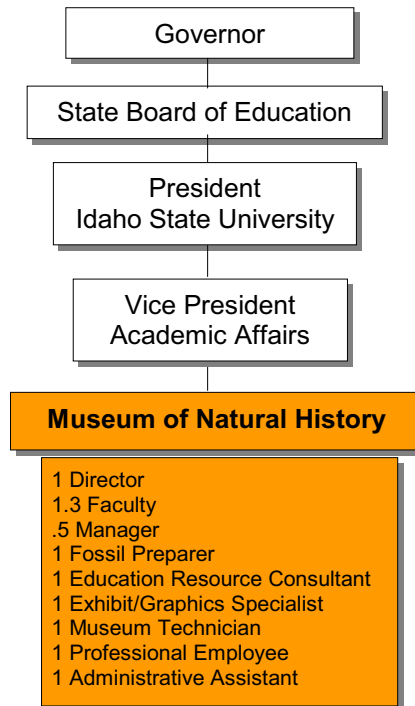 Governor
State Board of Education
President
Idaho State University
Vice President
Academic Affairs
Museum of Natural History
1 Director
1.3 Faculty
.5 Manager
1 Fossil Preparer
1 Education Resource Consultant
1 Exhibit/Graphics Specialist
1 Museum Technician
1 Professional Employee
1 Administrative Assistant